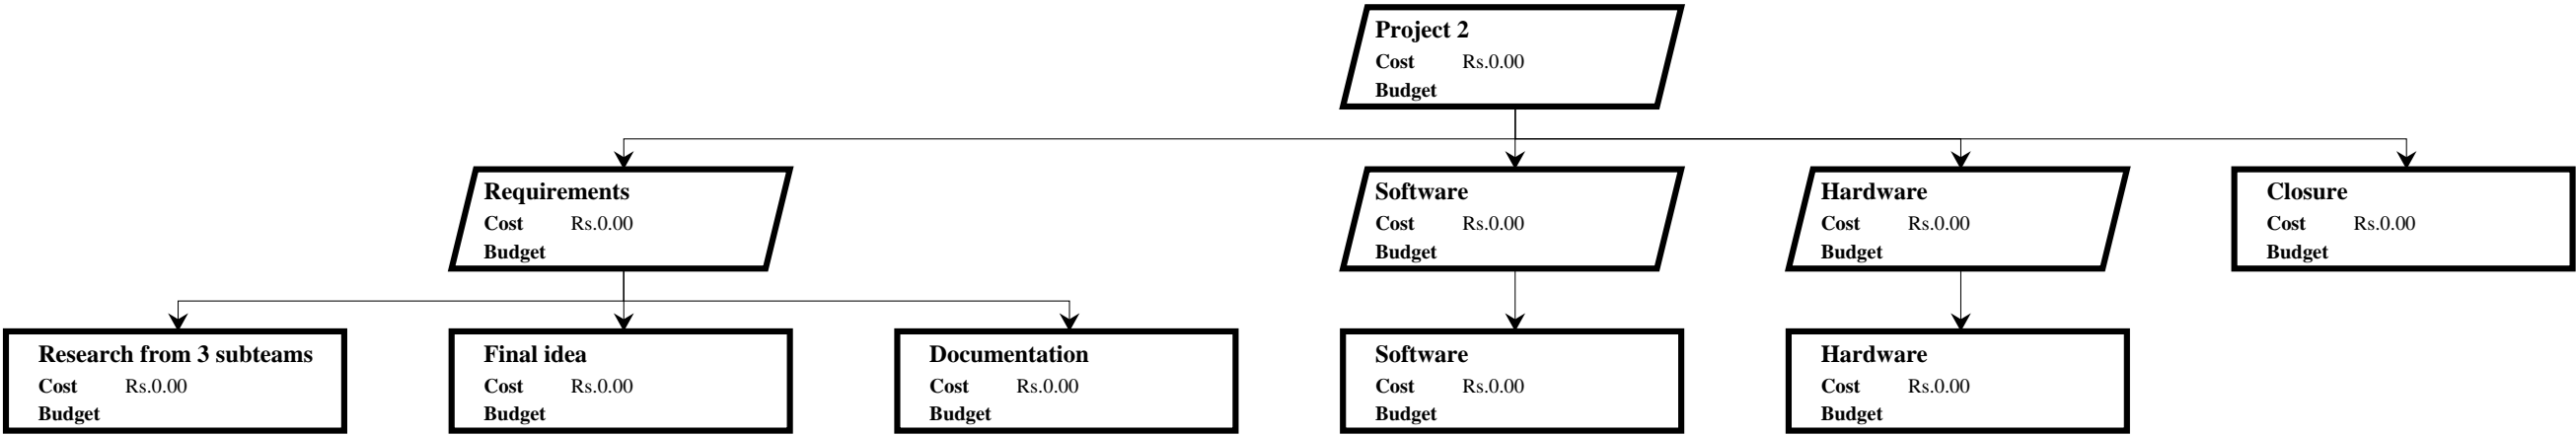 Project 2
Cost Rs.0.00
Budget
Requirements
Cost Rs.0.00
Budget
Software
Cost Rs.0.00
Budget
Hardware
Cost Rs.0.00
Budget
Closure
Cost Rs.0.00
Budget
Research from 3 subteams
Cost Rs.0.00
Budget
Final idea
Cost Rs.0.00
Budget
Documentation
Cost Rs.0.00
Budget
Software
Cost Rs.0.00
Budget
Hardware
Cost Rs.0.00
Budget